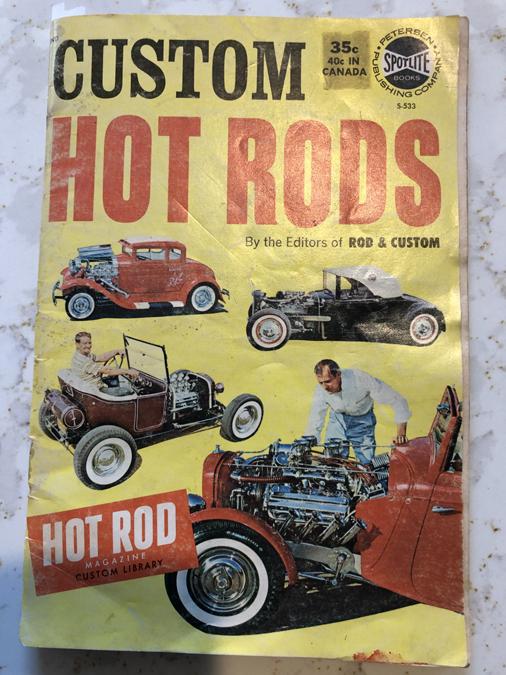 CUSTOM
35c
40c IN
CANADA
PETERSEN
SPOTLITE
BOOKS
PUBLISHING COMPANY
S-533
HOT RODS
By the Editors of ROD & CUSTOM
HOT ROD
MAGAZINE
CUSTOM LIBRARY